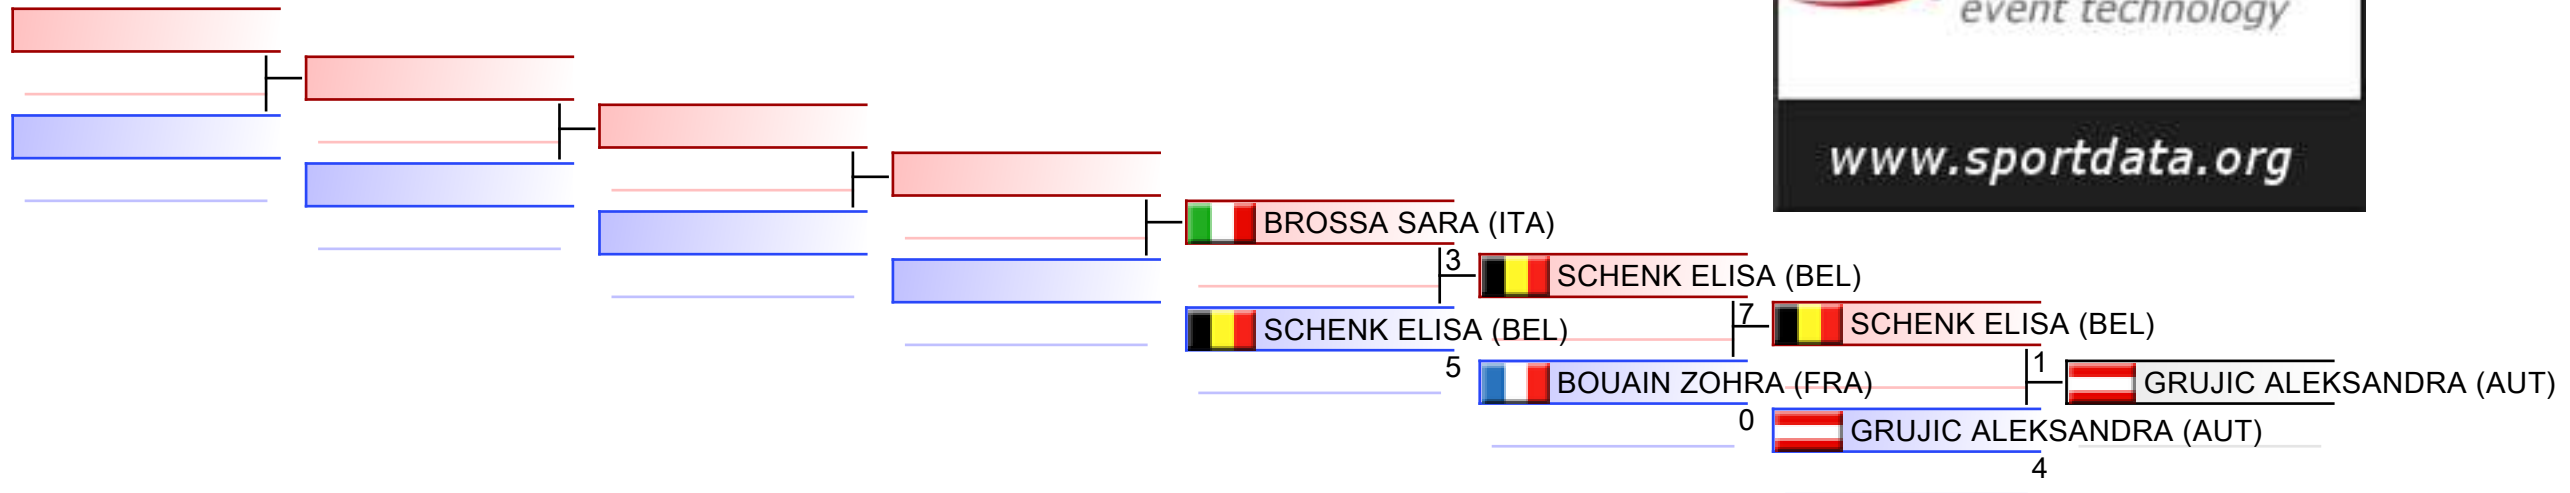 event technology
www.sportdata.org
BROSSA SARA (ITA)
3
SCHENK ELISA (BEL)
SCHENK ELISA (BEL)
5
7
SCHENK ELISA (BEL)
BOUAIN ZOHRA (FRA)
0
1
GRUJIC ALEKSANDRA (AUT)
GRUJIC ALEKSANDRA (AUT)
4